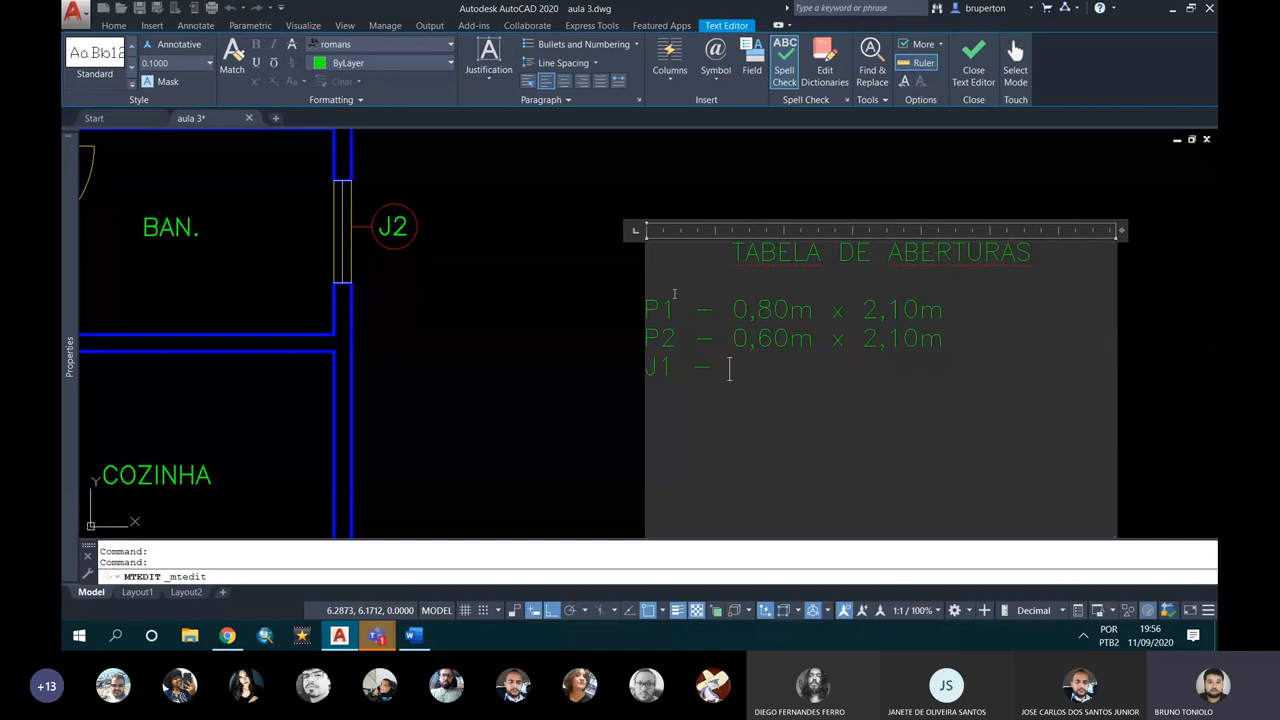 Autodesk AutoCAD 2020 aula 3.dwg
Type a keyword or phrase
bruperton
Home Insert Annotate Parametric Visualize View Manage Output Add-ins Collaborate Express Tools Featured Apps Text Editor
AaBb12
Standard
Annotative
0.1000
Mask
Style
Match
romans
ByLayer
Clear
Formatting
Justification
Bullets and Numbering
Line Spacing
Paragraph
Columns
Symbol
Field
Insert
ABC
Spell
Check
Edit
Dictionaries
Spell Check
Find &
Replace
Tools
More
Ruler
Options
Close
Text Editor
Close
Select
Mode
Touch
Start
aula 3*
BAN.
J2
COZINHA
Y
X
Properties
TABELA DE ABERTURAS
P1 - 0,80m x 2,10m
P2 - 0,60m x 2,10m
J1 -
Command:
Command:
MTEDIT _mtedit
Model Layout1 Layout2
6.2873, 6.1712, 0.0000 MODEL
1:1 / 100%
Decimal
POR
PTB2
19:56
11/09/2020
+13
JS
DIEGO FERNANDES FERRO
JANETE DE OLIVEIRA SANTOS
JOSE CARLOS DOS SANTOS JUNIOR
BRUNO TONIOLO